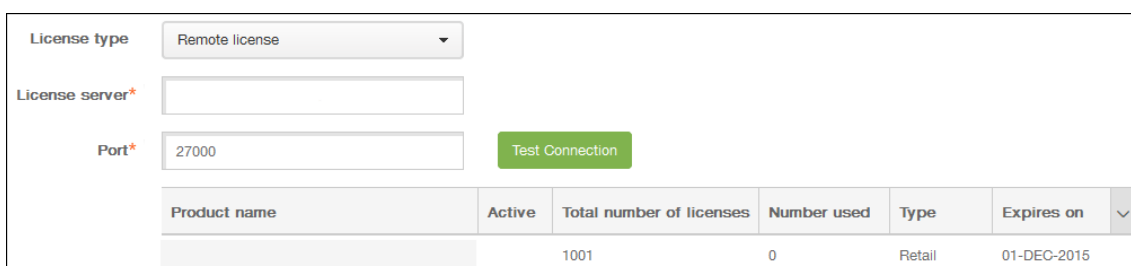 License type Remote license
License server*
Port* 27000 Test Connection
Product name Active Total number of licenses Number used Type Expires on
1001 0 Retail 01-DEC-2015